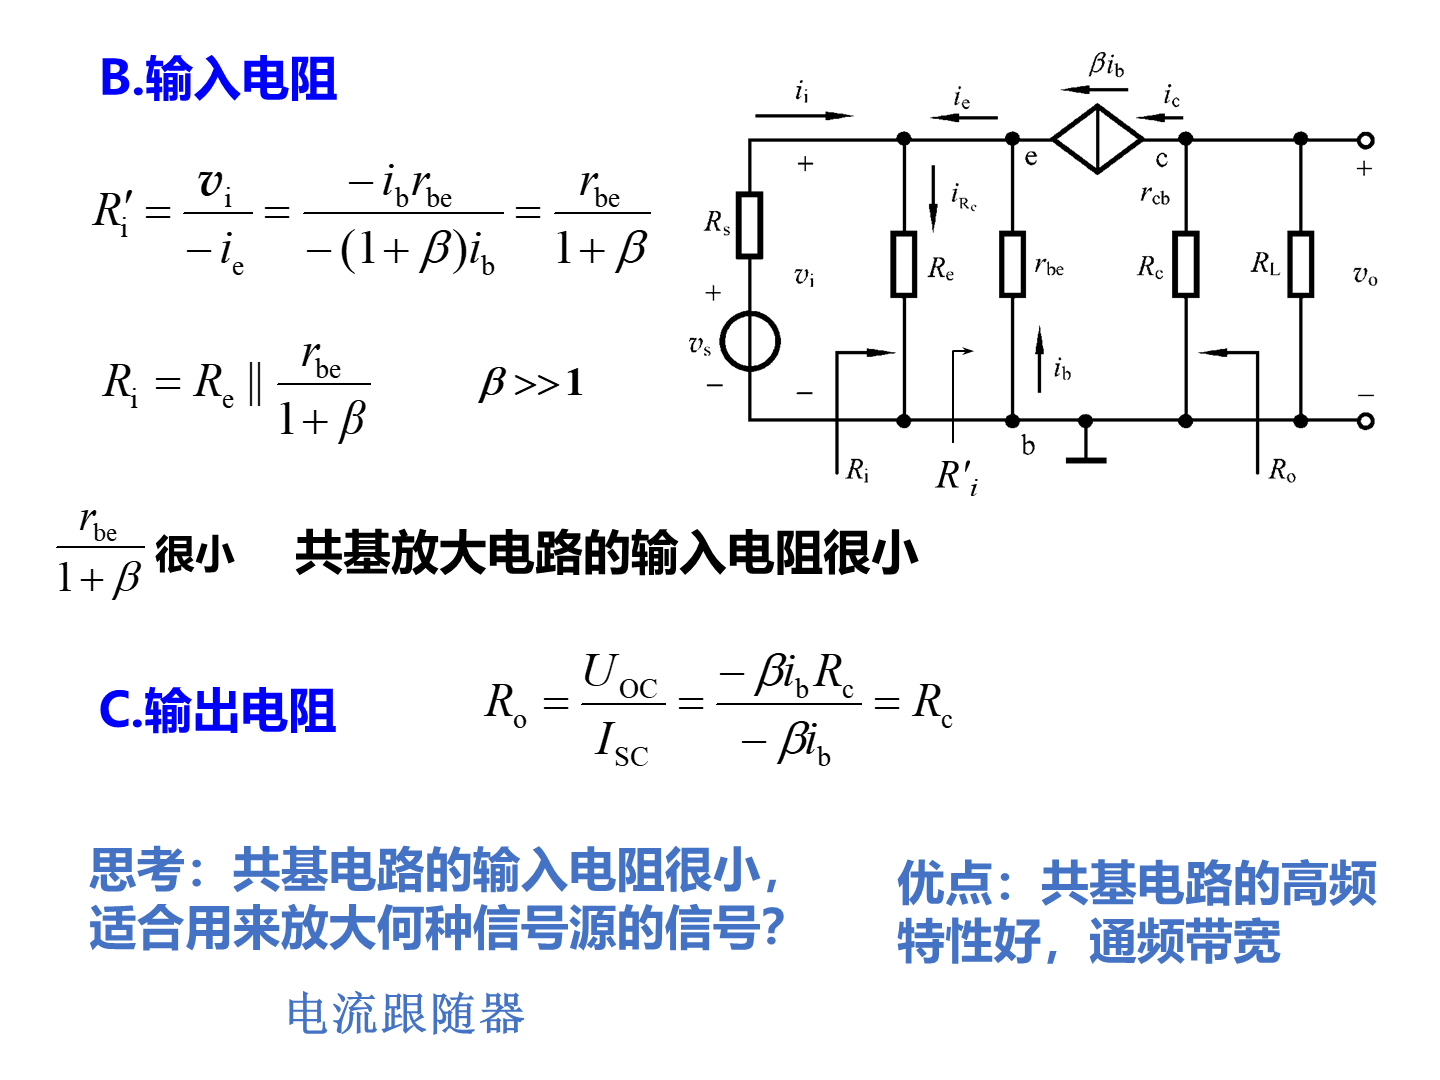 B.输入电阻
R′i = vi / −ie = −ib rbe / −(1+β)ib = rbe / 1+β
Ri = Re || rbe / 1+β
β >>1
rbe / 1+β 很小
共基放大电路的输入电阻很小
C.输出电阻
Ro = UOC / ISC = −βib Rc / −βib = Rc
思考：共基电路的输入电阻很小，
适合用来放大何种信号源的信号？
电流跟随器
优点：共基电路的高频
特性好，通频带宽
βib
ii
ie
ic
+
e
c
+
iRc
rcb
Rs
Re
rbe
Rc
RL
vi
vo
+
vs
ib
−
−
−
b
Ri
R′i
Ro